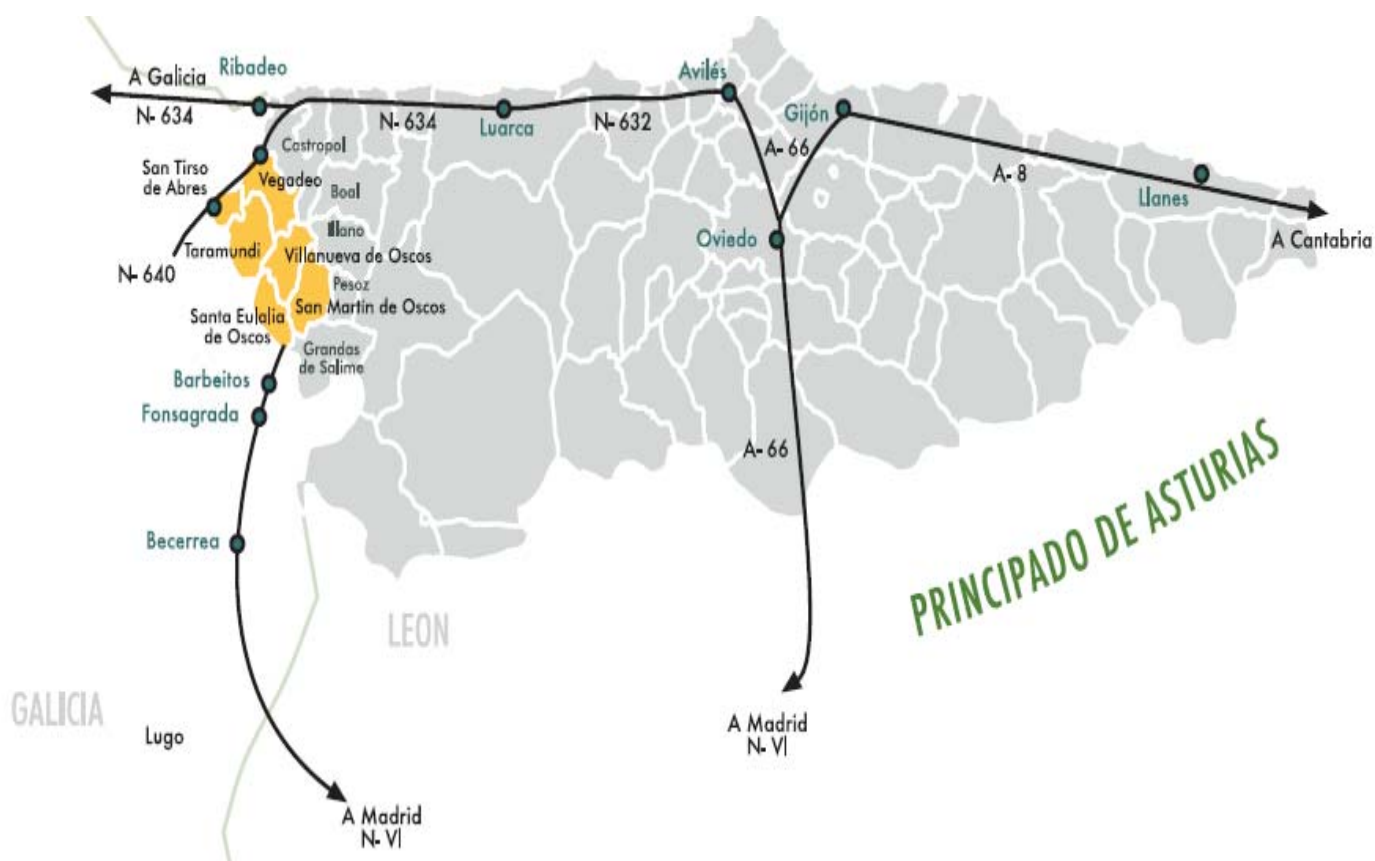 Ribadeo
A Galicia
N- 634
Avilés
Gijón
N- 634
Luarca
N- 632
A- 66
A- 8
Llanes
A Cantabria
Castropol
San Tirso
de Abres
Vegadeo
Boal
Illano
Taramundi
Villanueva de Oscos
Oviedo
N- 640
Pesoz
San Martin de Oscos
Santa Eulalia
de Oscos
Grandas
de Salime
Barbeitos
Fonsagrada
A- 66
Becerrea
PRINCIPADO DE ASTURIAS
LEON
GALICIA
Lugo
A Madrid
N- VI
A Madrid
N- VI